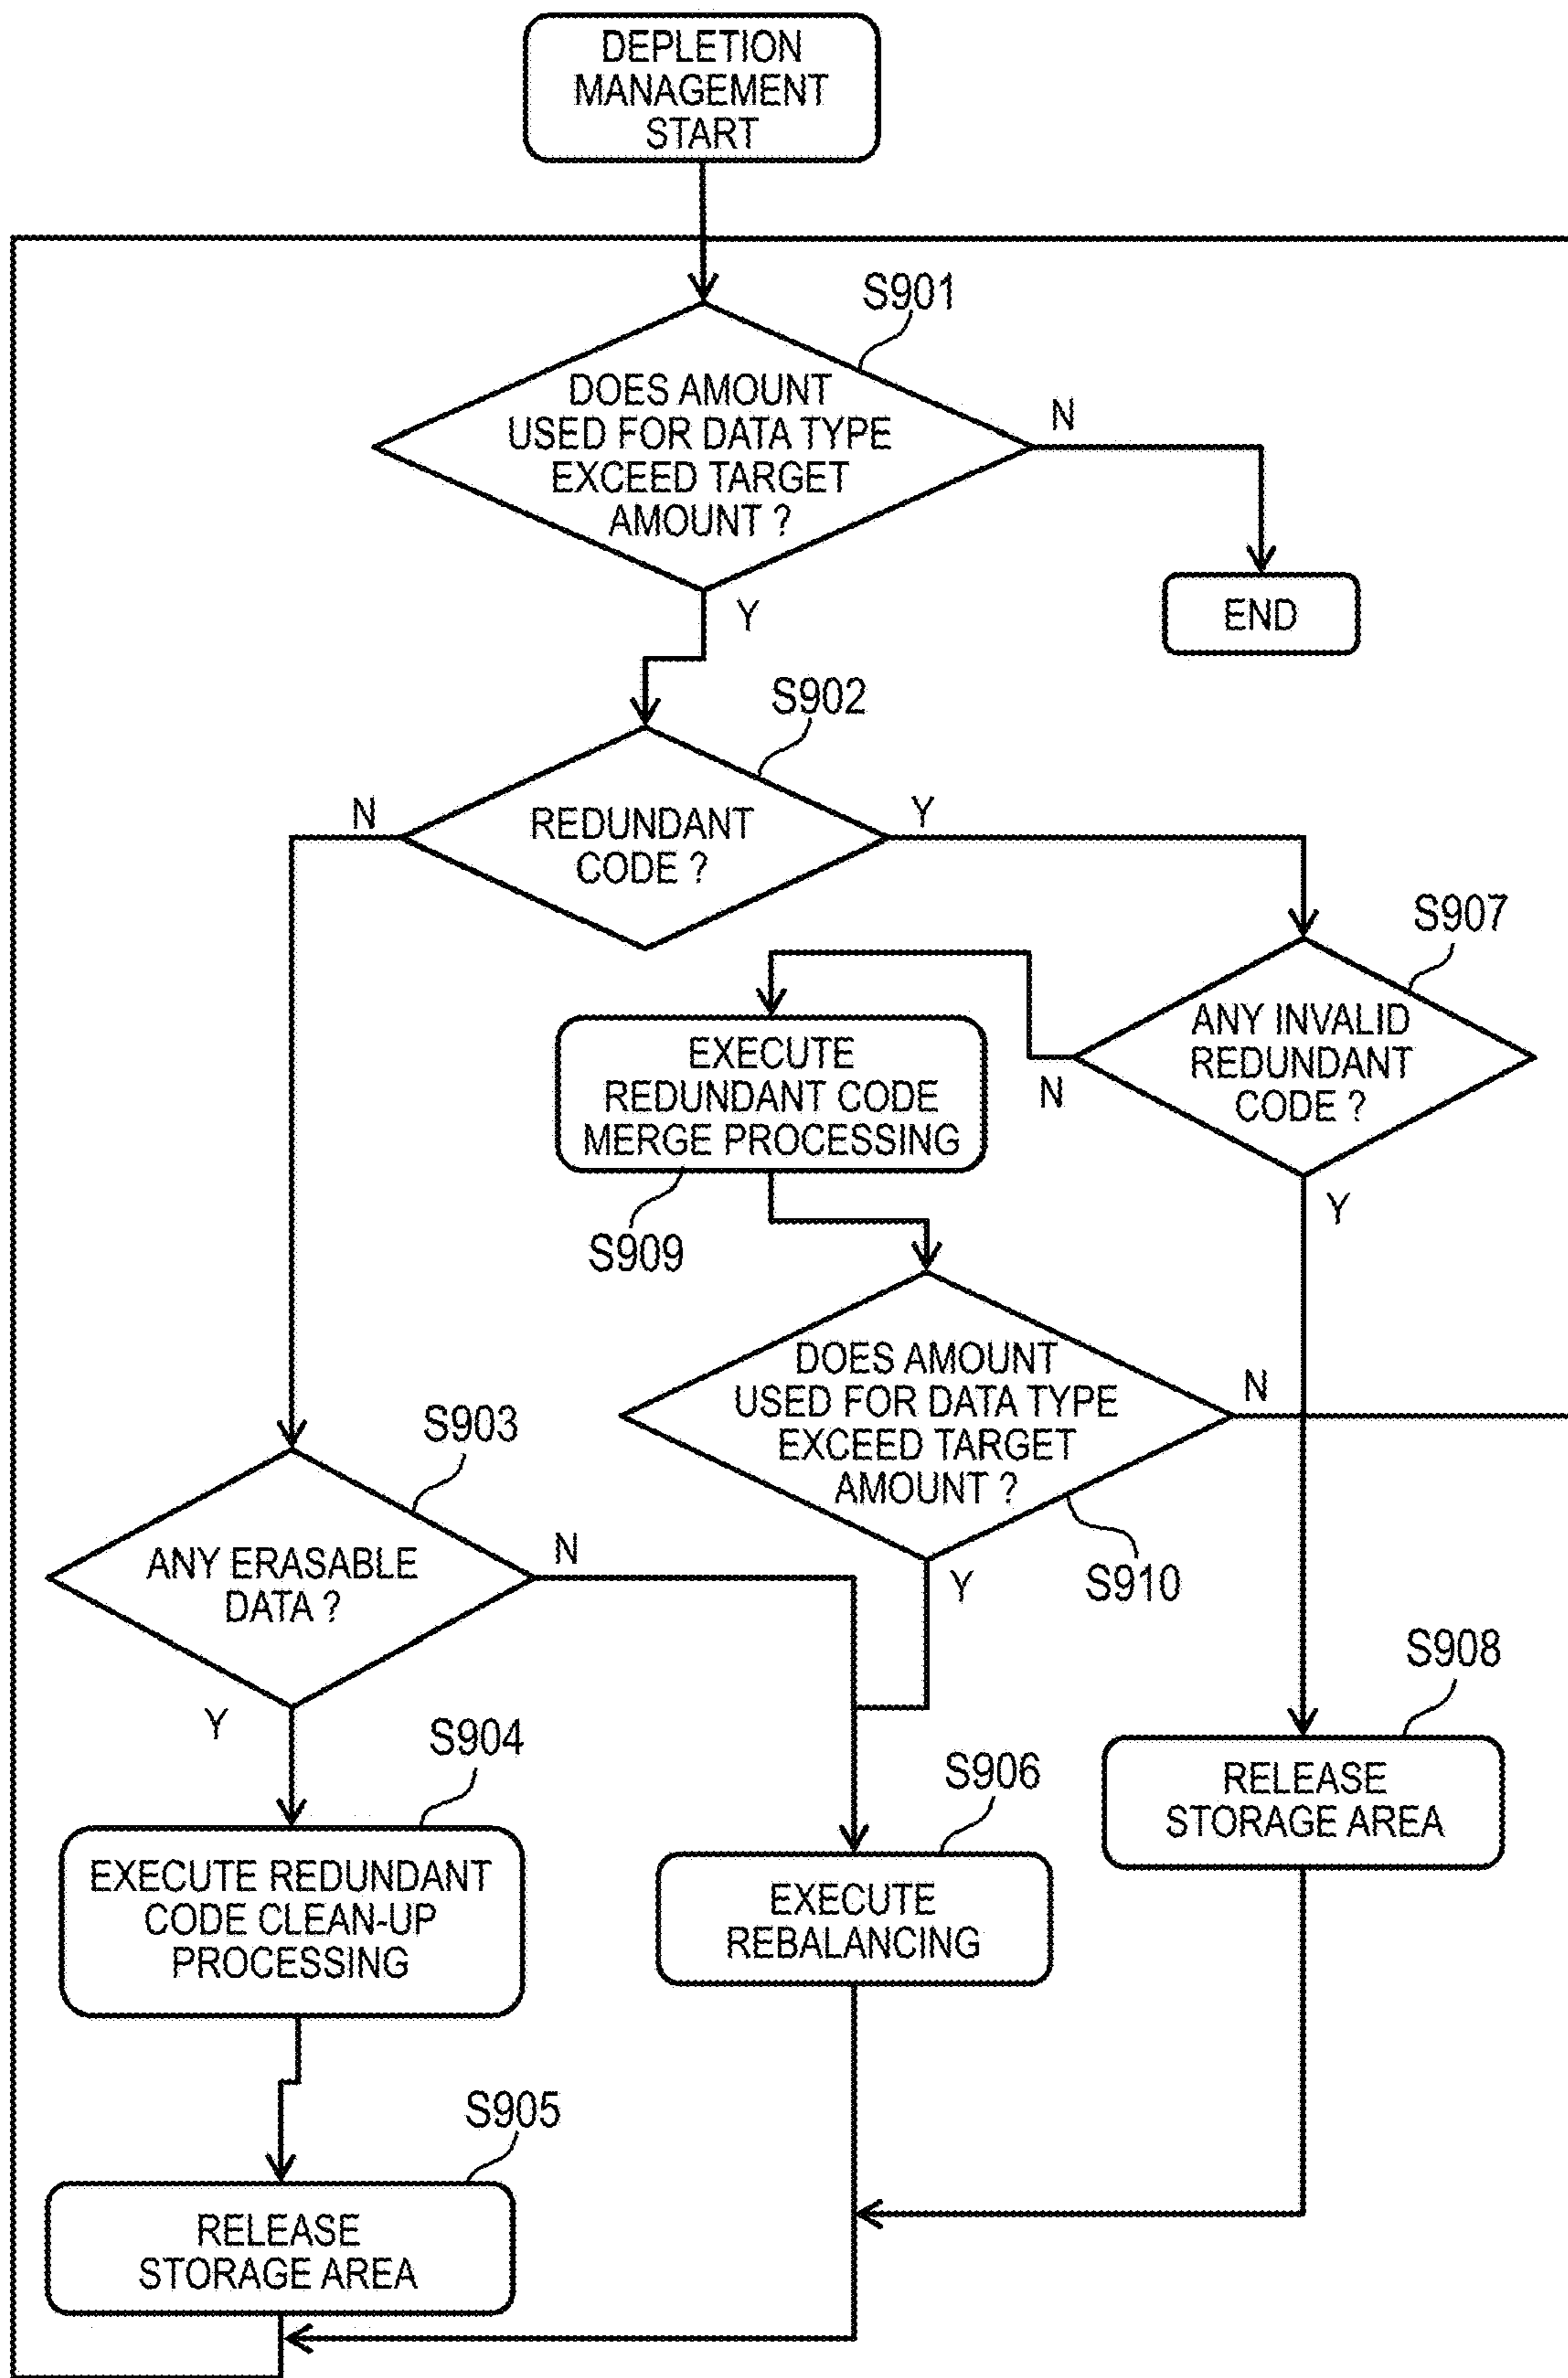 DEPLETION
MANAGEMENT
START
S901
DOES AMOUNT
USED FOR DATA TYPE
EXCEED TARGET
AMOUNT ?
N
Y
END
S902
N
REDUNDANT
CODE ?
Y
S907
ANY INVALID
REDUNDANT
CODE ?
N
Y
EXECUTE
REDUNDANT CODE
MERGE PROCESSING
S909
DOES AMOUNT
USED FOR DATA TYPE
EXCEED TARGET
AMOUNT ?
N
Y
S910
S903
ANY ERASABLE
DATA ?
N
Y
S904
EXECUTE REDUNDANT
CODE CLEAN-UP
PROCESSING
S906
EXECUTE
REBALANCING
S908
RELEASE
STORAGE AREA
S905
RELEASE
STORAGE AREA